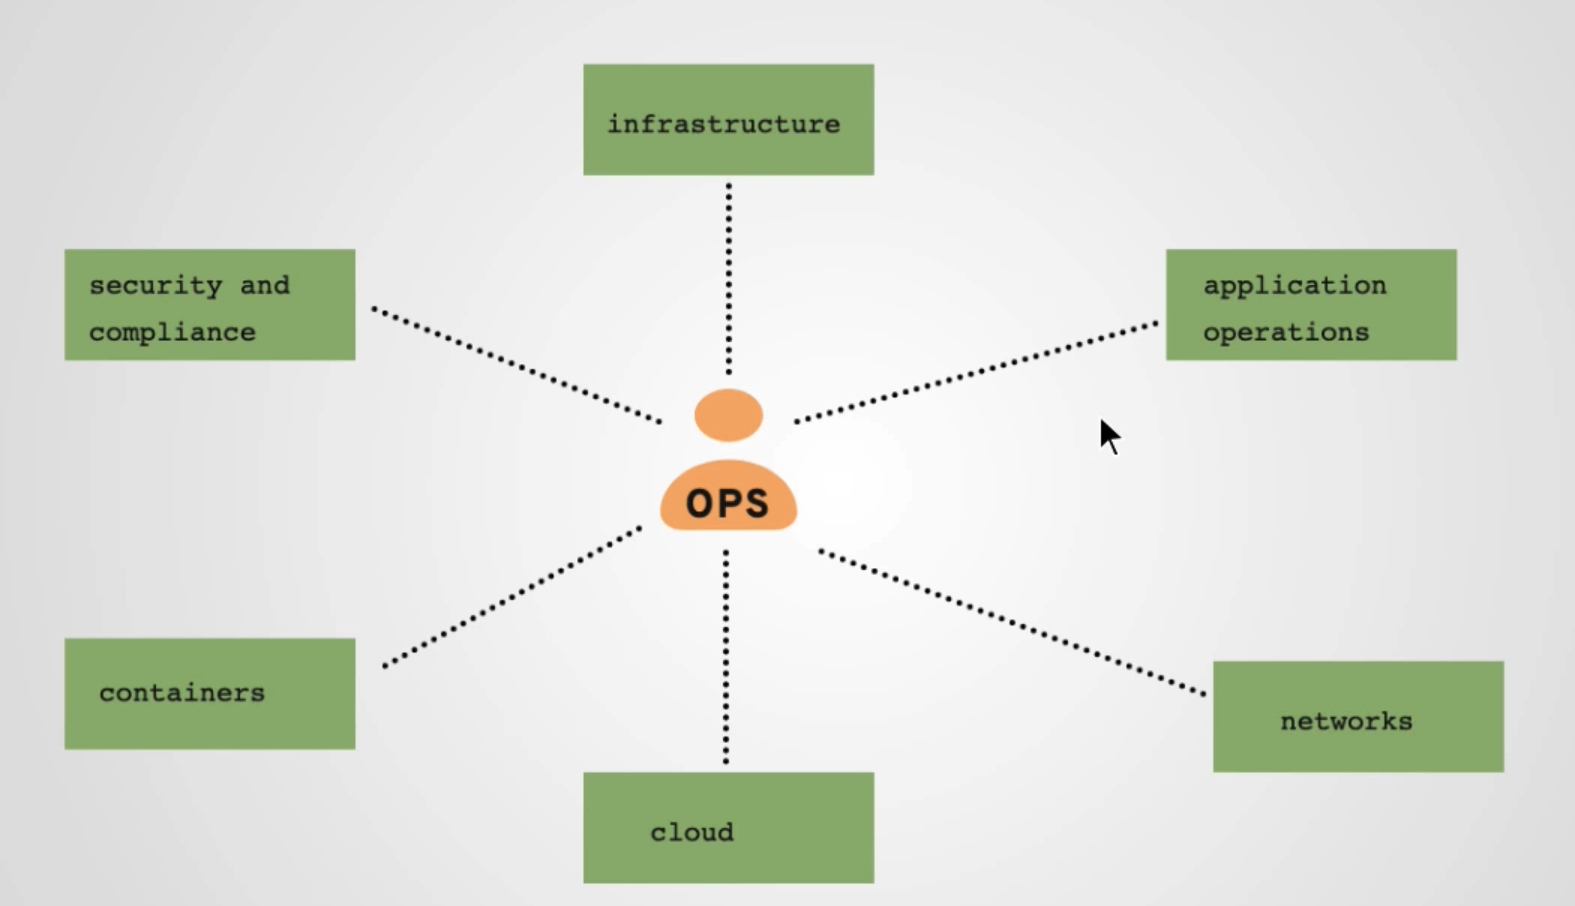 infrastructure
security and
compliance
application
operations
OPS
containers
networks
cloud